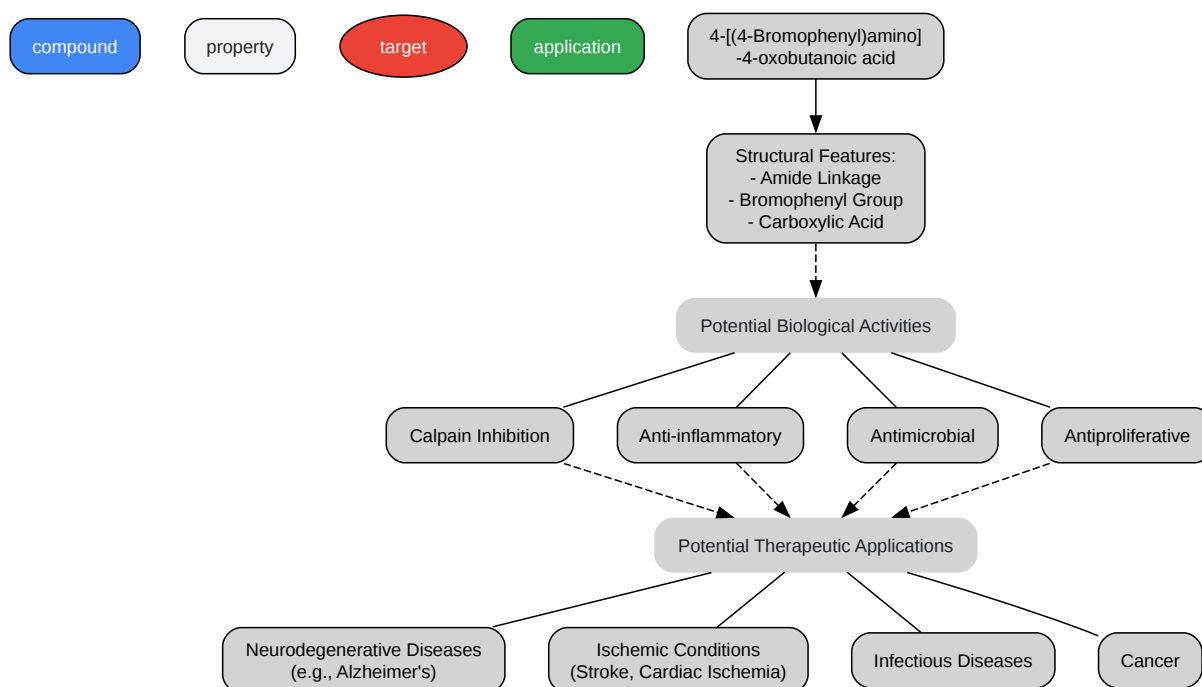 compound
property
target
application
4-[(4-Bromophenyl)amino]
-4-oxobutanoic acid
Structural Features:
- Amide Linkage
- Bromophenyl Group
- Carboxylic Acid
Potential Biological Activities
Calpain Inhibition
Anti-inflammatory
Antimicrobial
Antiproliferative
Potential Therapeutic Applications
Neurodegenerative Diseases
(e.g., Alzheimer's)
Ischemic Conditions
(Stroke, Cardiac Ischemia)
Infectious Diseases
Cancer